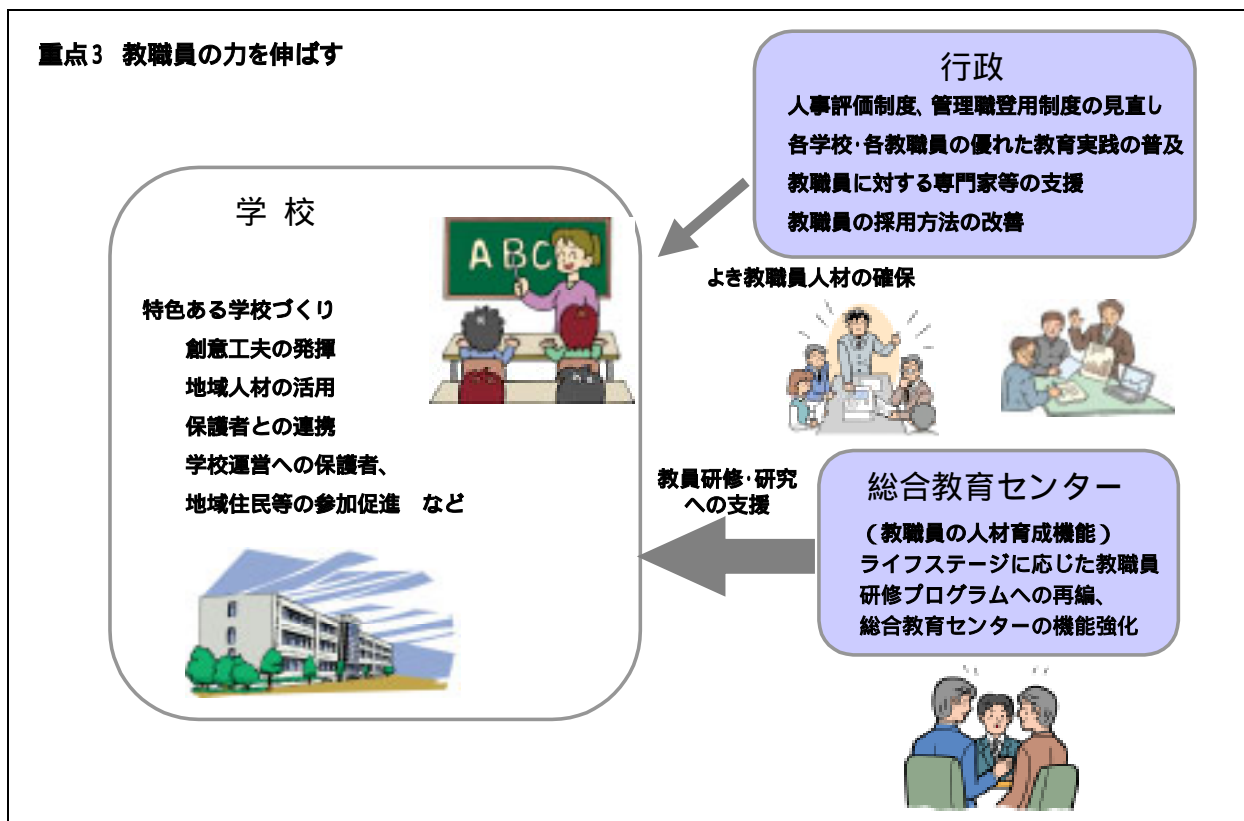 重点3 教職員の力を伸ばす
行政
人事評価制度、管理職登用制度の見直し
各学校・各教職員の優れた教育実践の普及
教職員に対する専門家等の支援
教職員の採用方法の改善
学 校
ABC
特色ある学校づくり
創意工夫の発揮
地域人材の活用
保護者との連携
学校運営への保護者、
地域住民等の参加促進 など
よき教職員人材の確保
教員研修・研究
への支援
総合教育センター
(教職員の人材育成機能)
ライフステージに応じた教職員
研修プログラムへの再編、
総合教育センターの機能強化